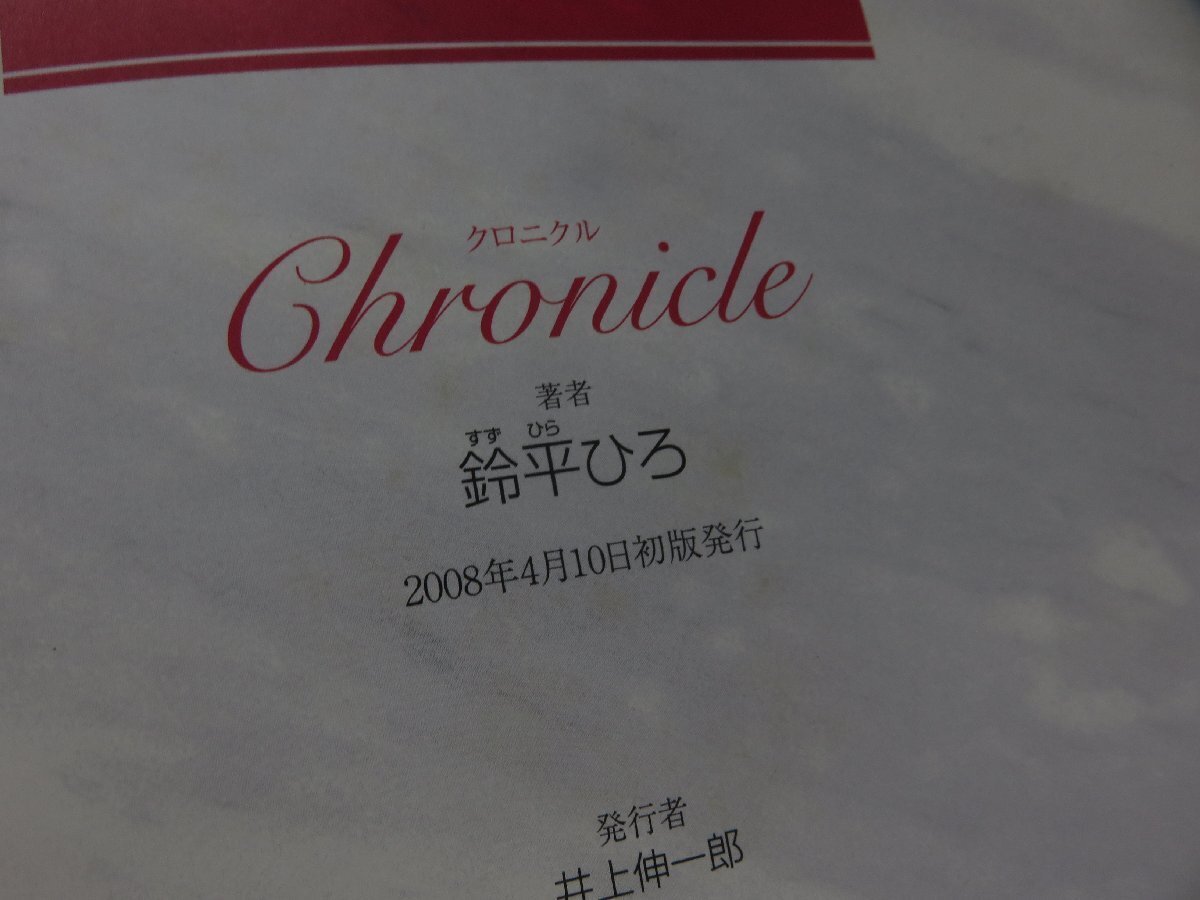 クロニクル
Chronicle
著者
すず ひら
鈴平ひろ
2008年4月10日初版発行
発行者
井上伸一郎